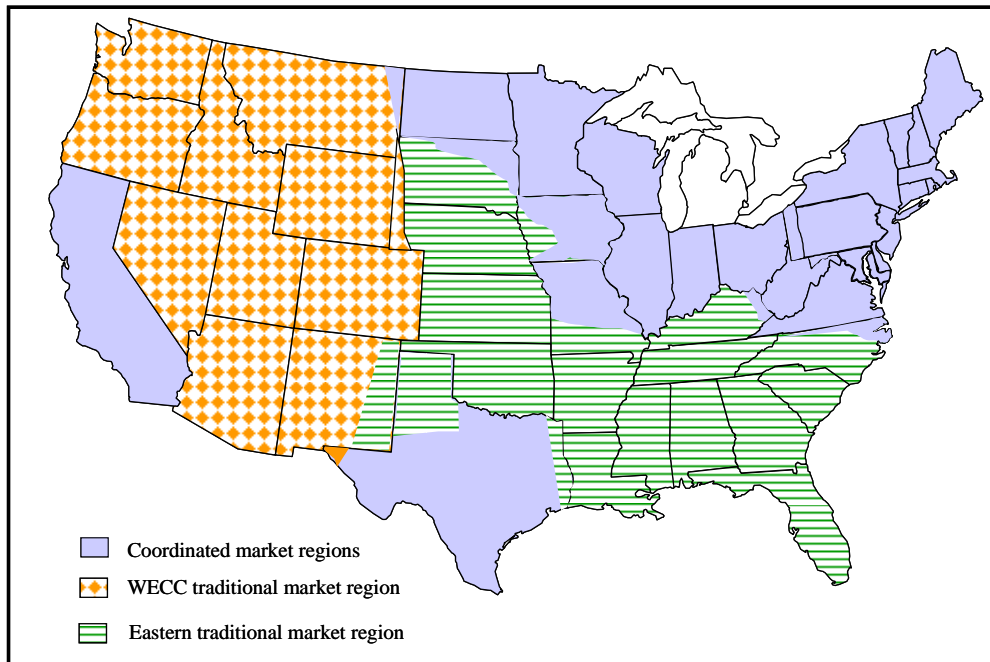 Coordinated market regions
WECC traditional market region
Eastern traditional market region